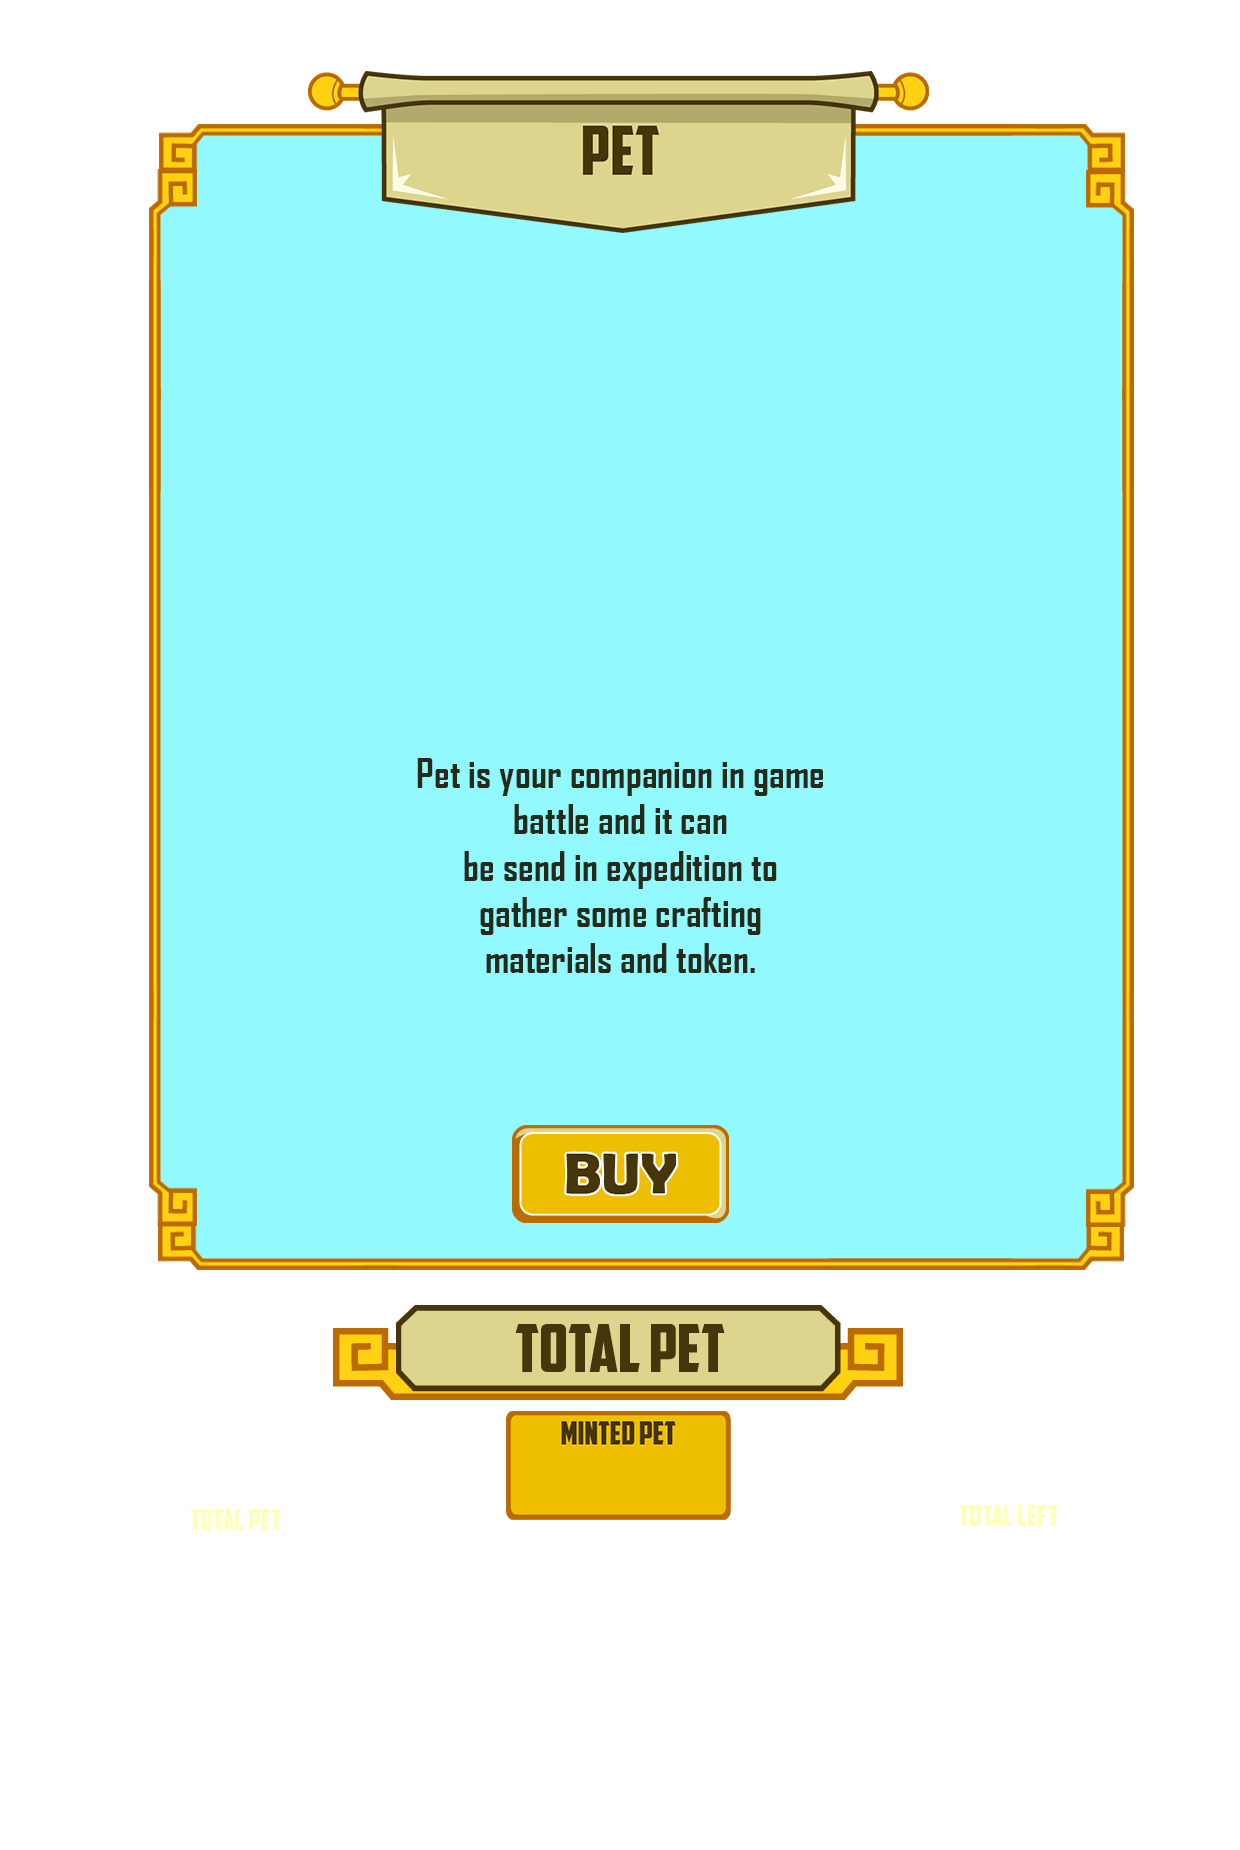 PET
Pet is your companion in game
battle and it can
be send in expedition to
gather some crafting
materials and token.
BUY
TOTAL PET
MINTED PET
TOTAL PET
TOTAL LEFT